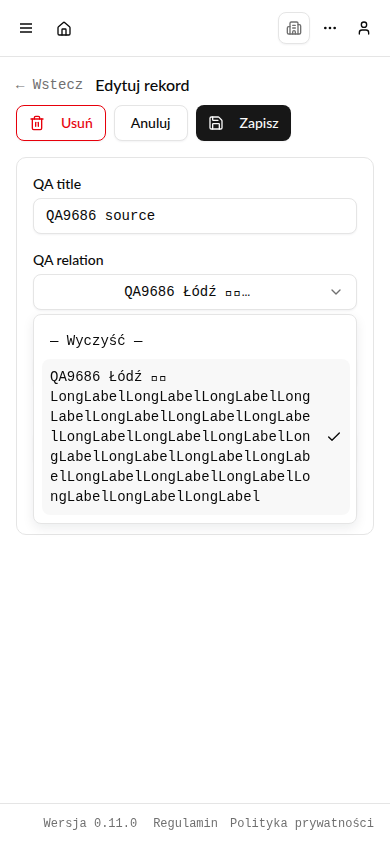 ← Wstecz Edytuj rekord
Usuń Anuluj Zapisz
QA title
QA9686 source
QA relation
QA9686 Łódź …
— Wyczyść —
QA9686 Łódź
LongLabelLongLabelLongLabelLong
LabelLongLabelLongLabelLongLabe
lLongLabelLongLabelLongLabelLon
gLabelLongLabelLongLabelLongLab
elLongLabelLongLabelLongLabelLo
ngLabelLongLabelLongLabel
Wersja 0.11.0 Regulamin Polityka prywatności